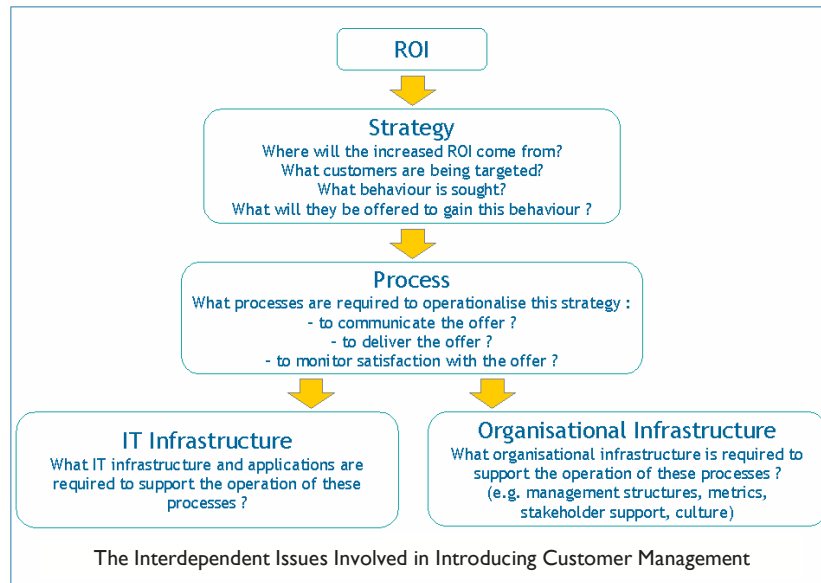 ROI
Strategy
Where will the increased ROI come from?
What customers are being targeted?
What behaviour is sought?
What will they be offered to gain this behaviour ?
Process
What processes are required to operationalise this strategy :
- to communicate the offer ?
- to deliver the offer ?
- to monitor satisfaction with the offer ?
IT Infrastructure
What IT infrastructure and applications are
required to support the operation of these
processes ?
Organisational Infrastructure
What organisational infrastructure is required to
support the operation of these processes ?
(e.g. management structures, metrics,
stakeholder support, culture)
The Interdependent Issues Involved in Introducing Customer Management